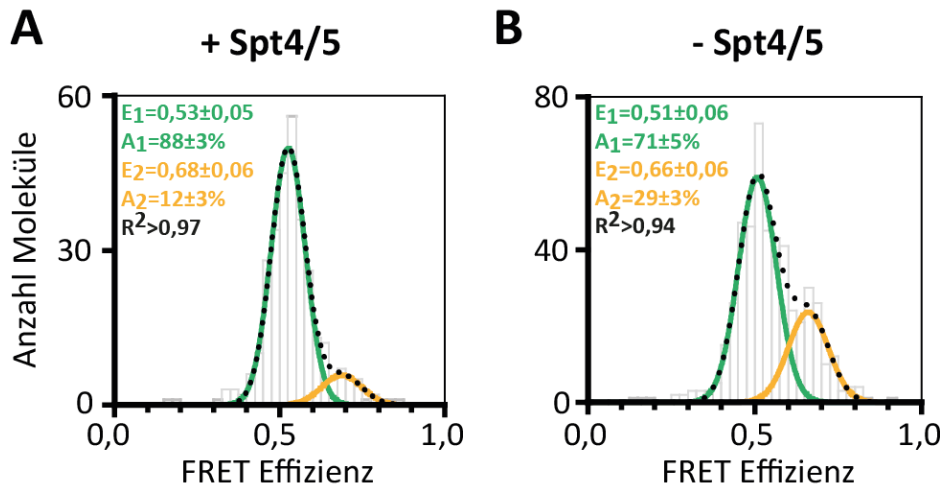 A
+ Spt4/5
Anzahl Moleküle
60
30
0
E1=0,53±0,05
A1=88±3%
E2=0,68±0,06
A2=12±3%
R2>0,97
0,0
0,5
1,0
FRET Effizienz
B
- Spt4/5
80
40
0
E1=0,51±0,06
A1=71±5%
E2=0,66±0,06
A2=29±3%
R2>0,94
0,0
0,5
1,0
FRET Effizienz